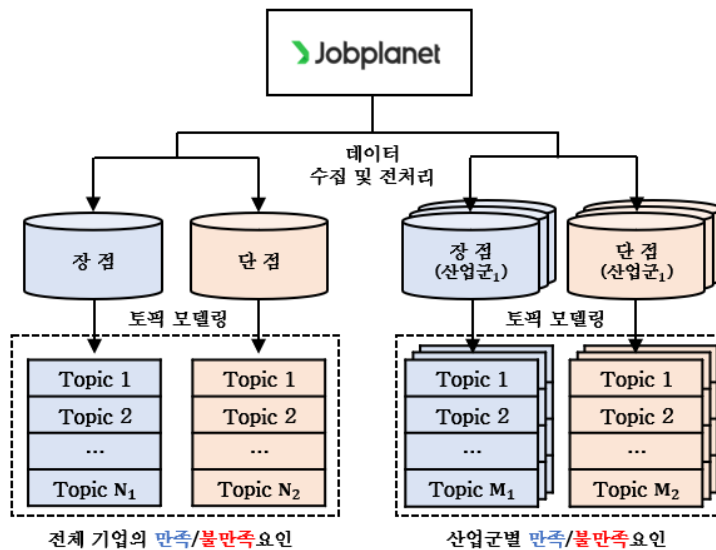 Jobplanet
데이터
수집 및 전처리
장 점
단 점
장 점
(산업군₁)
단 점
(산업군₁)
토픽 모델링
토픽 모델링
Topic 1
Topic 2
...
Topic N₁
Topic 1
Topic 2
...
Topic N₂
Topic 1
Topic 2
...
Topic M₁
Topic 1
Topic 2
...
Topic M₂
전체 기업의 만족/불만족요인
산업군별 만족/불만족요인